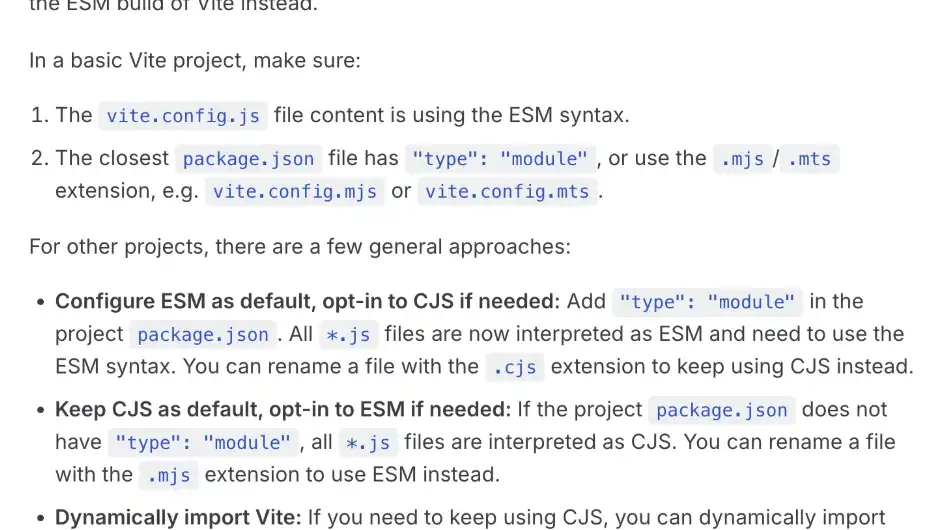 the ESM build of Vite instead.
In a basic Vite project, make sure:
1. The vite.config.js file content is using the ESM syntax.
2. The closest package.json file has "type": "module", or use the .mjs/.mts
extension, e.g. vite.config.mjs or vite.config.mts.
For other projects, there are a few general approaches:
• Configure ESM as default, opt-in to CJS if needed: Add "type": "module" in the
project package.json. All *.js files are now interpreted as ESM and need to use the
ESM syntax. You can rename a file with the .cjs extension to keep using CJS instead.
• Keep CJS as default, opt-in to ESM if needed: If the project package.json does not
have "type": "module", all *.js files are interpreted as CJS. You can rename a file
with the .mjs extension to use ESM instead.
• Dynamically import Vite: If you need to keep using CJS, you can dynamically import